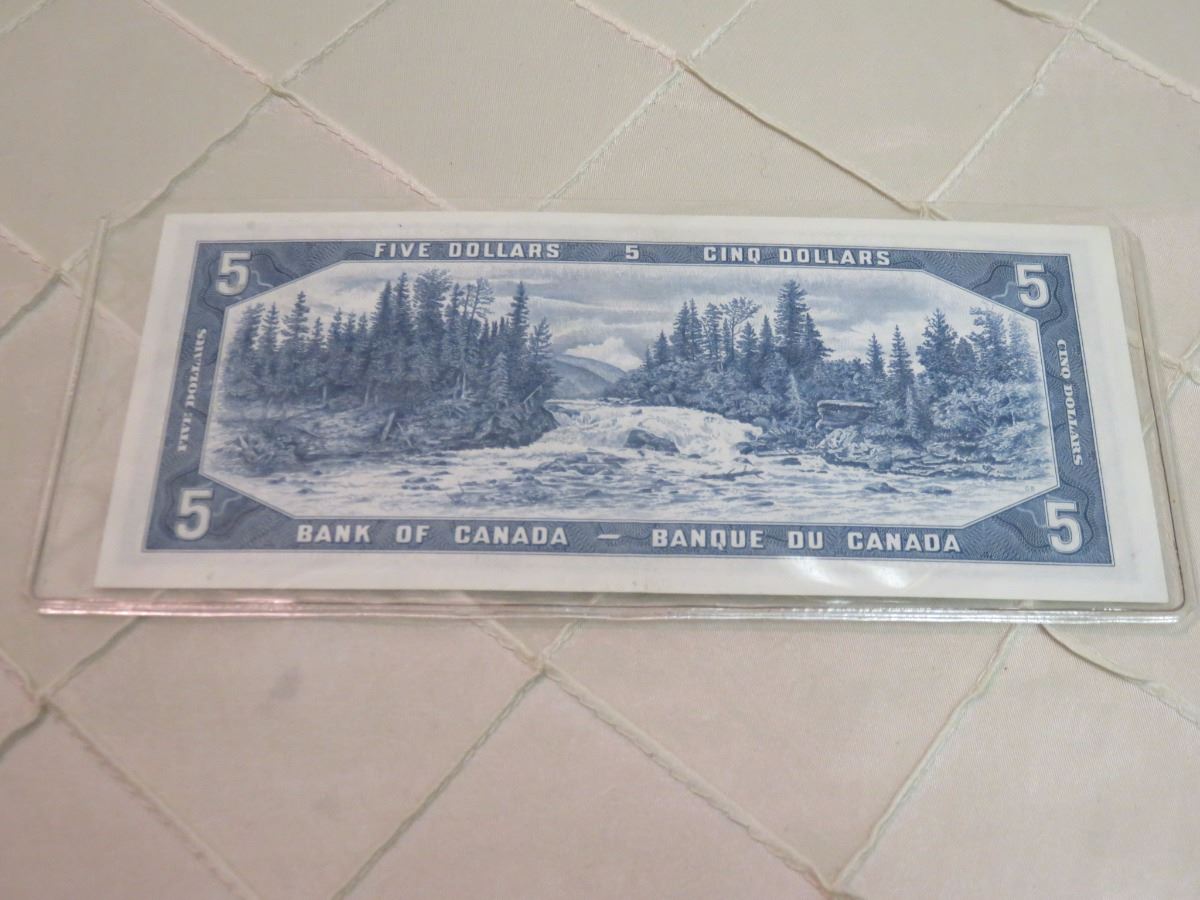 FIVE DOLLARS 5 CINQ DOLLARS
5 5
FIVE DOLLARS
CINQ DOLLARS
5 5
BANK OF CANADA — BANQUE DU CANADA